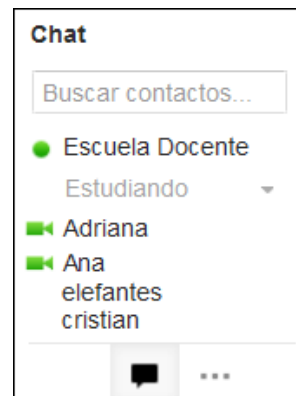 Chat
Buscar contactos...
Escuela Docente
Estudiando
Adriana
Ana
elefantes
cristian